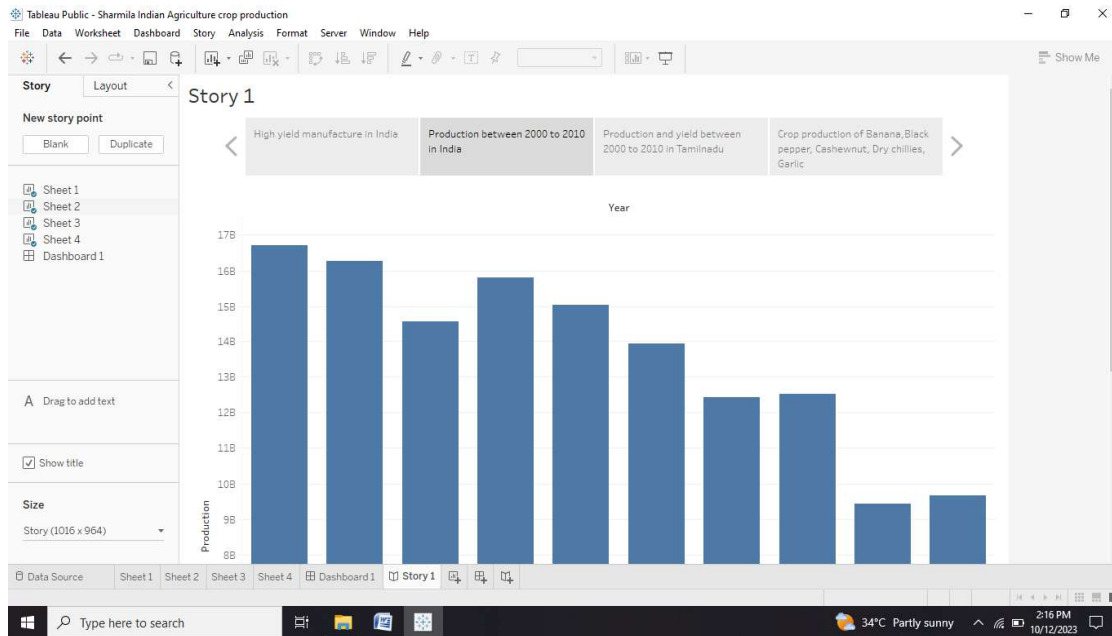 Tableau Public - Sharmila Indian Agriculture crop production
File Data Worksheet Dashboard Story Analysis Format Server Window Help
Show Me
Story Layout
New story point
Blank Duplicate
Sheet 1
Sheet 2
Sheet 3
Sheet 4
Dashboard 1
A Drag to add text
Show title
Size
Story (1016 x 964)
Story 1
High yield manufacture in India
Production between 2000 to 2010
in India
Production and yield between
2000 to 2010 in Tamilnadu
Crop production of Banana,Black
pepper, Cashewnut, Dry chillies,
Garlic
Year
17B
16B
15B
14B
13B
12B
11B
10B
9B
8B
Production
Data Source Sheet 1 Sheet 2 Sheet 3 Sheet 4 Dashboard 1 Story 1
Type here to search
34°C Partly sunny
2:16 PM
10/12/2023